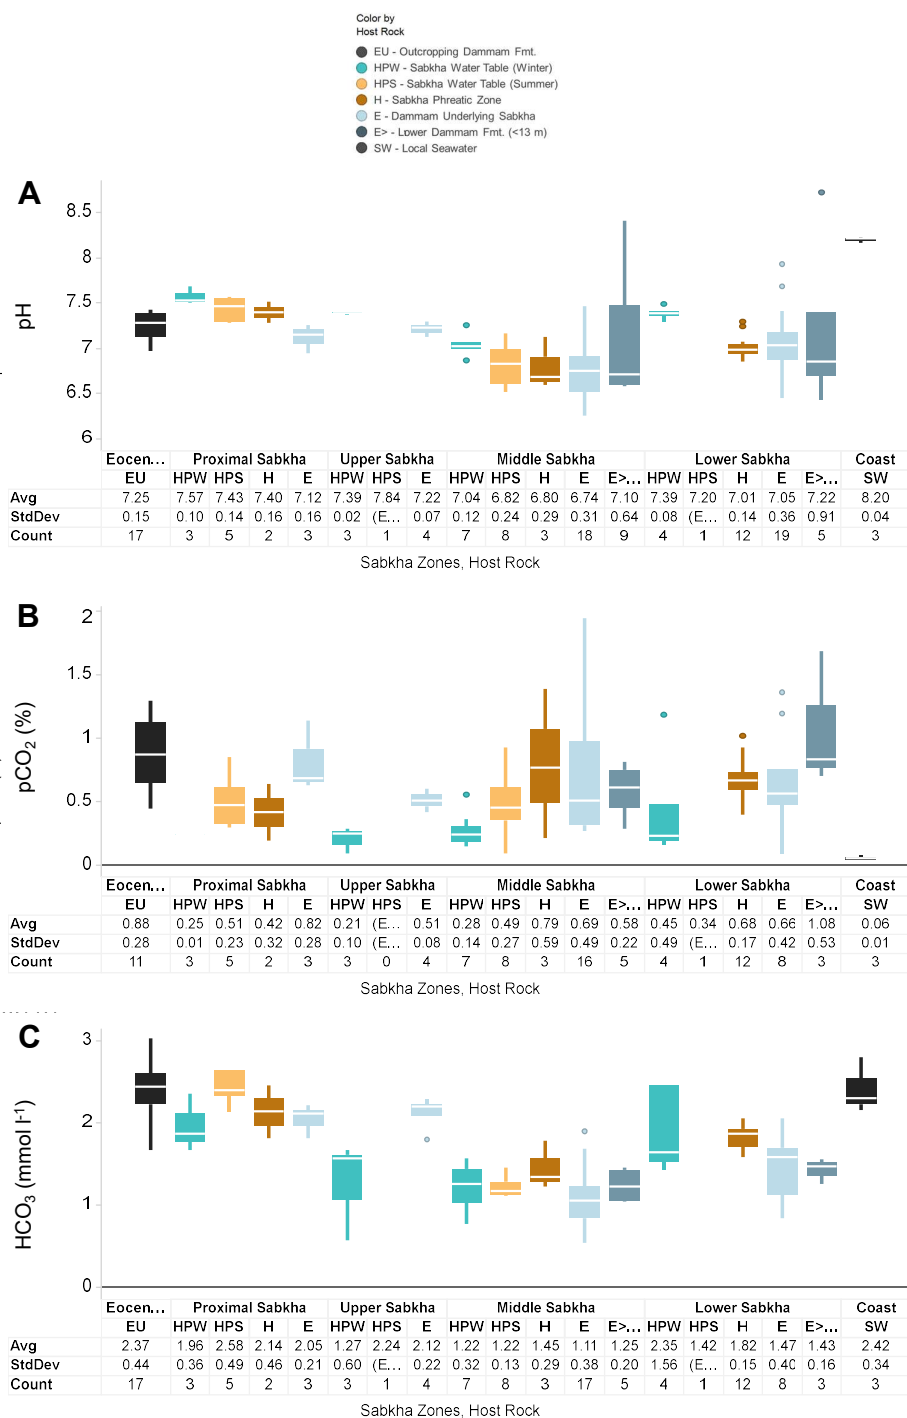 Color by
Host Rock
EU - Outcropping Dammam Fmt.
HPW - Sabkha Water Table (Winter)
HPS - Sabkha Water Table (Summer)
H - Sabkha Phreatic Zone
E - Dammam Underlying Sabkha
E> - Lower Dammam Fmt. (<13 m)
SW - Local Seawater
A
8.5
8
7.5
7
6.5
6
pH
Eocen... Proximal Sabkha Upper Sabkha Middle Sabkha Lower Sabkha Coast
EU HPW HPS H E HPW HPS E HPW HPS H E E>... HPW HPS H E E>... SW
Avg 7.25 7.57 7.43 7.40 7.12 7.39 7.84 7.22 7.04 6.82 6.80 6.74 7.10 7.39 7.20 7.01 7.05 7.22 8.20
StdDev 0.15 0.10 0.14 0.16 0.16 0.02 (E... 0.07 0.12 0.24 0.29 0.31 0.64 0.08 (E... 0.14 0.36 0.91 0.04
Count 17 3 5 2 3 3 1 4 7 8 3 18 9 4 1 12 19 5 3
Sabkha Zones, Host Rock
B
2
1.5
1
0.5
0
pCO2 (%)
Eocen... Proximal Sabkha Upper Sabkha Middle Sabkha Lower Sabkha Coast
EU HPW HPS H E HPW HPS E HPW HPS H E E>... HPW HPS H E E>... SW
Avg 0.88 0.25 0.51 0.42 0.82 0.21 (E... 0.51 0.28 0.49 0.79 0.69 0.58 0.45 0.34 0.68 0.66 1.08 0.06
StdDev 0.28 0.01 0.23 0.32 0.28 0.10 (E... 0.08 0.14 0.27 0.59 0.49 0.22 0.49 (E... 0.17 0.42 0.53 0.01
Count 11 3 5 2 3 3 0 4 7 8 3 16 5 4 1 12 8 3 3
Sabkha Zones, Host Rock
C
3
2
1
0
HCO3 (mmol l-1)
Eocen... Proximal Sabkha Upper Sabkha Middle Sabkha Lower Sabkha Coast
EU HPW HPS H E HPW HPS E HPW HPS H E E>... HPW HPS H E E>... SW
Avg 2.37 1.96 2.58 2.14 2.05 1.27 2.24 2.12 1.22 1.22 1.45 1.11 1.25 2.35 1.42 1.82 1.47 1.43 2.42
StdDev 0.44 0.36 0.49 0.46 0.21 0.60 (E... 0.22 0.32 0.13 0.29 0.38 0.20 1.56 (E... 0.15 0.40 0.16 0.34
Count 17 3 5 2 3 3 1 4 7 8 3 17 5 4 1 12 8 3 3
Sabkha Zones, Host Rock